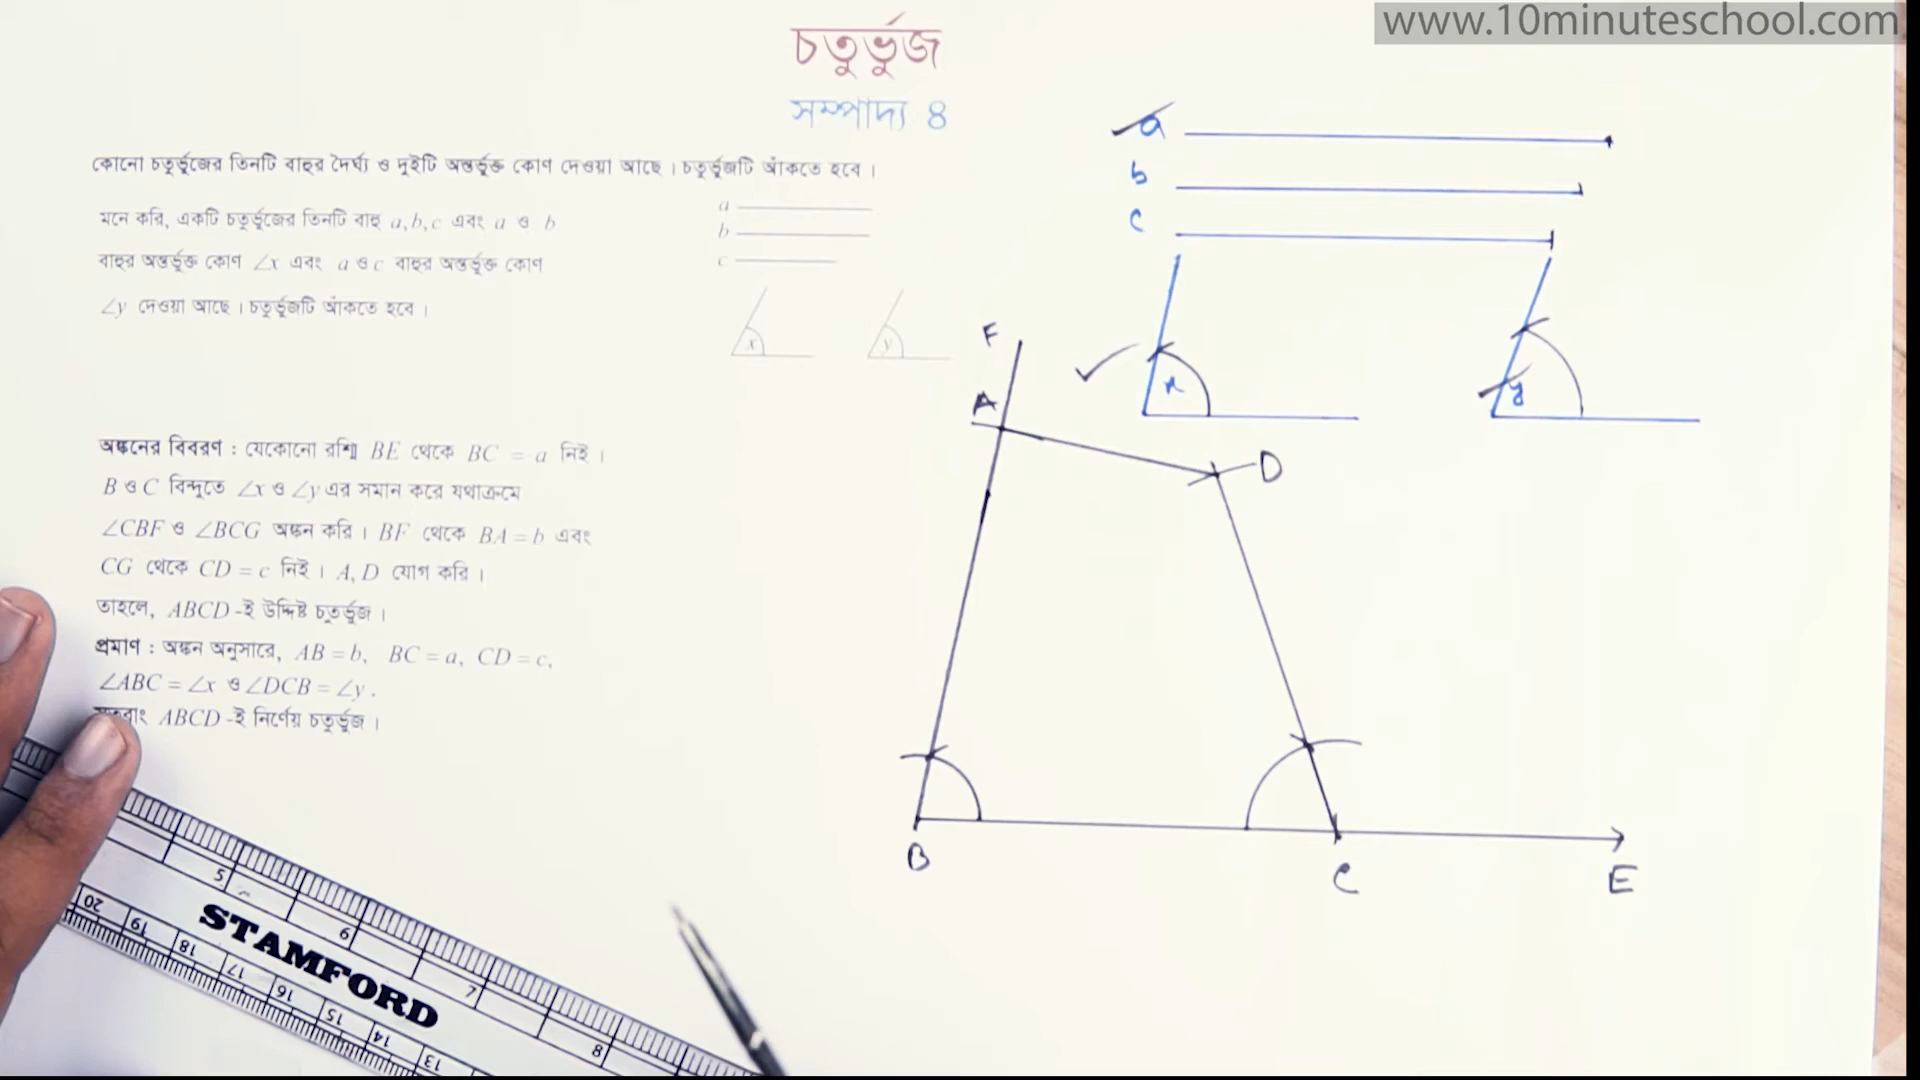 www.10minuteschool.com
চতুর্ভুজ
সম্পাদ্য ৪
কোনো চতুর্ভুজের তিনটি বাহুর দৈর্ঘ্য ও দুইটি অন্তর্ভুক্ত কোণ দেওয়া আছে। চতুর্ভুজটি আঁকতে হবে।
মনে করি, একটি চতুর্ভুজের তিনটি বাহু a, b, c এবং a ও b
বাহুর অন্তর্ভুক্ত কোণ ∠x এবং a ও c বাহুর অন্তর্ভুক্ত কোণ
∠y দেওয়া আছে। চতুর্ভুজটি আঁকতে হবে।
a
b
c
x
y
a
b
c
x
y
অঙ্কনের বিবরণ : যেকোনো রশ্মি BE থেকে BC = a নিই।
B ও C বিন্দুতে ∠x ও ∠y এর সমান করে যথাক্রমে
∠CBF ও ∠BCG অঙ্কন করি। BF থেকে BA = b এবং
CG থেকে CD = c নিই। A, D যোগ করি।
তাহলে, ABCD -ই উদ্দিষ্ট চতুর্ভুজ।
প্রমাণ : অঙ্কন অনুসারে, AB = b, BC = a, CD = c,
∠ABC = ∠x ও ∠DCB = ∠y.
ABCD -ই নির্ণেয় চতুর্ভুজ।
F
A
D
B
C
E
5
6
7
8
STAMFORD
20 19 18 17 16 15 14 13